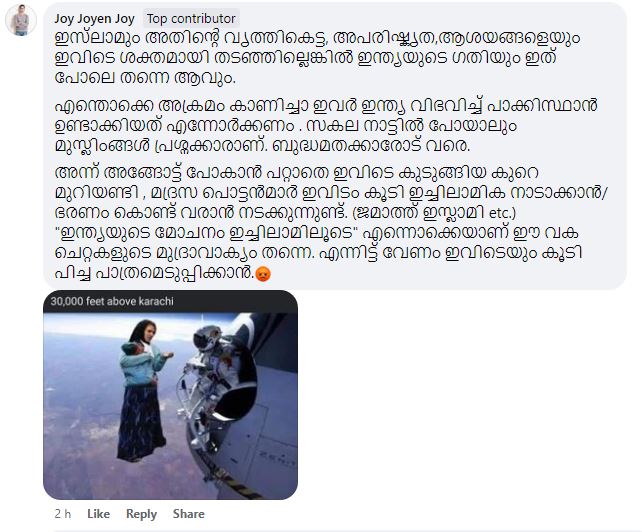 Joy Joyen Joy Top contributor
ഇസ്ലാമും അതിന്റെ വൃത്തികെട്ട, അപരിഷ്കൃത,ആശയങ്ങളെയും
ഇവിടെ ശക്തമായി തടഞ്ഞില്ലെങ്കിൽ ഇന്ത്യയുടെ ഗതിയും ഇത്
പോലെ തന്നെ ആവും.
എന്തൊക്കെ അക്രമം കാണിച്ചാ ഇവർ ഇന്ത്യ വിഭവിച്ച് പാക്കിസ്ഥാൻ
ഉണ്ടാക്കിയത് എന്നോർക്കണം . സകല നാട്ടിൽ പോയാലും
മുസ്ലിംങ്ങൾ പ്രശ്നക്കാരാണ്. ബുദ്ധമതക്കാരോട് വരെ.
അന്ന് അങ്ങോട്ട് പോകാൻ പറ്റാതെ ഇവിടെ കുടുങ്ങിയ കുറെ
മുറിയണ്ടി , മദ്രസ പൊട്ടൻമാർ ഇവിടം കൂടി ഇച്ചിലാമിക നാടാക്കാൻ/
ഭരണം കൊണ്ട് വരാൻ നടക്കുന്നുണ്ട്. (ജമാത്ത് ഇസ്ലാമി etc.)
"ഇന്ത്യയുടെ മോചനം ഇച്ചിലാമിലൂടെ" എന്നൊക്കെയാണ് ഈ വക
ചെറ്റകളുടെ മുദ്രാവാക്യം തന്നെ. എന്നിട്ട് വേണം ഇവിടെയും കൂടി
പിച്ച പാത്രമെടുപ്പിക്കാൻ.😡
30,000 feet above karachi
ZENIT
2 h Like Reply Share